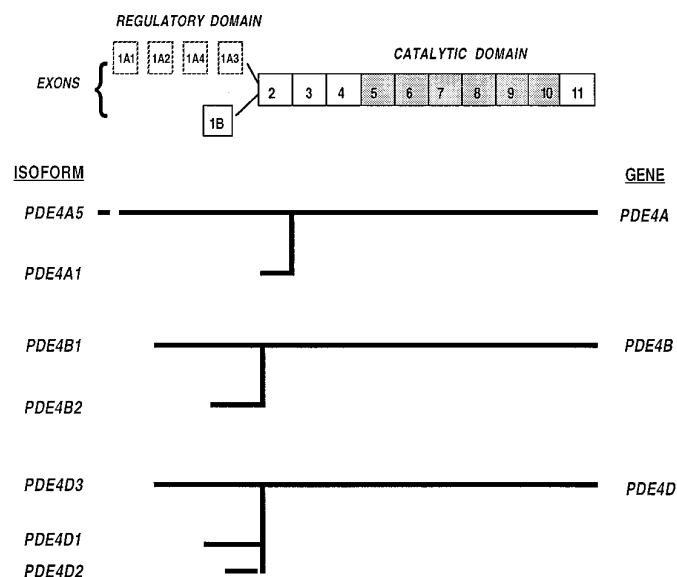 REGULATORY DOMAIN
1A1 1A2 1A4 1A3
CATALYTIC DOMAIN
EXONS
2 3 4 5 6 7 8 9 10 11
1B
ISOFORM
GENE
PDE4A5
PDE4A
PDE4A1
PDE4B1
PDE4B
PDE4B2
PDE4D3
PDE4D
PDE4D1
PDE4D2